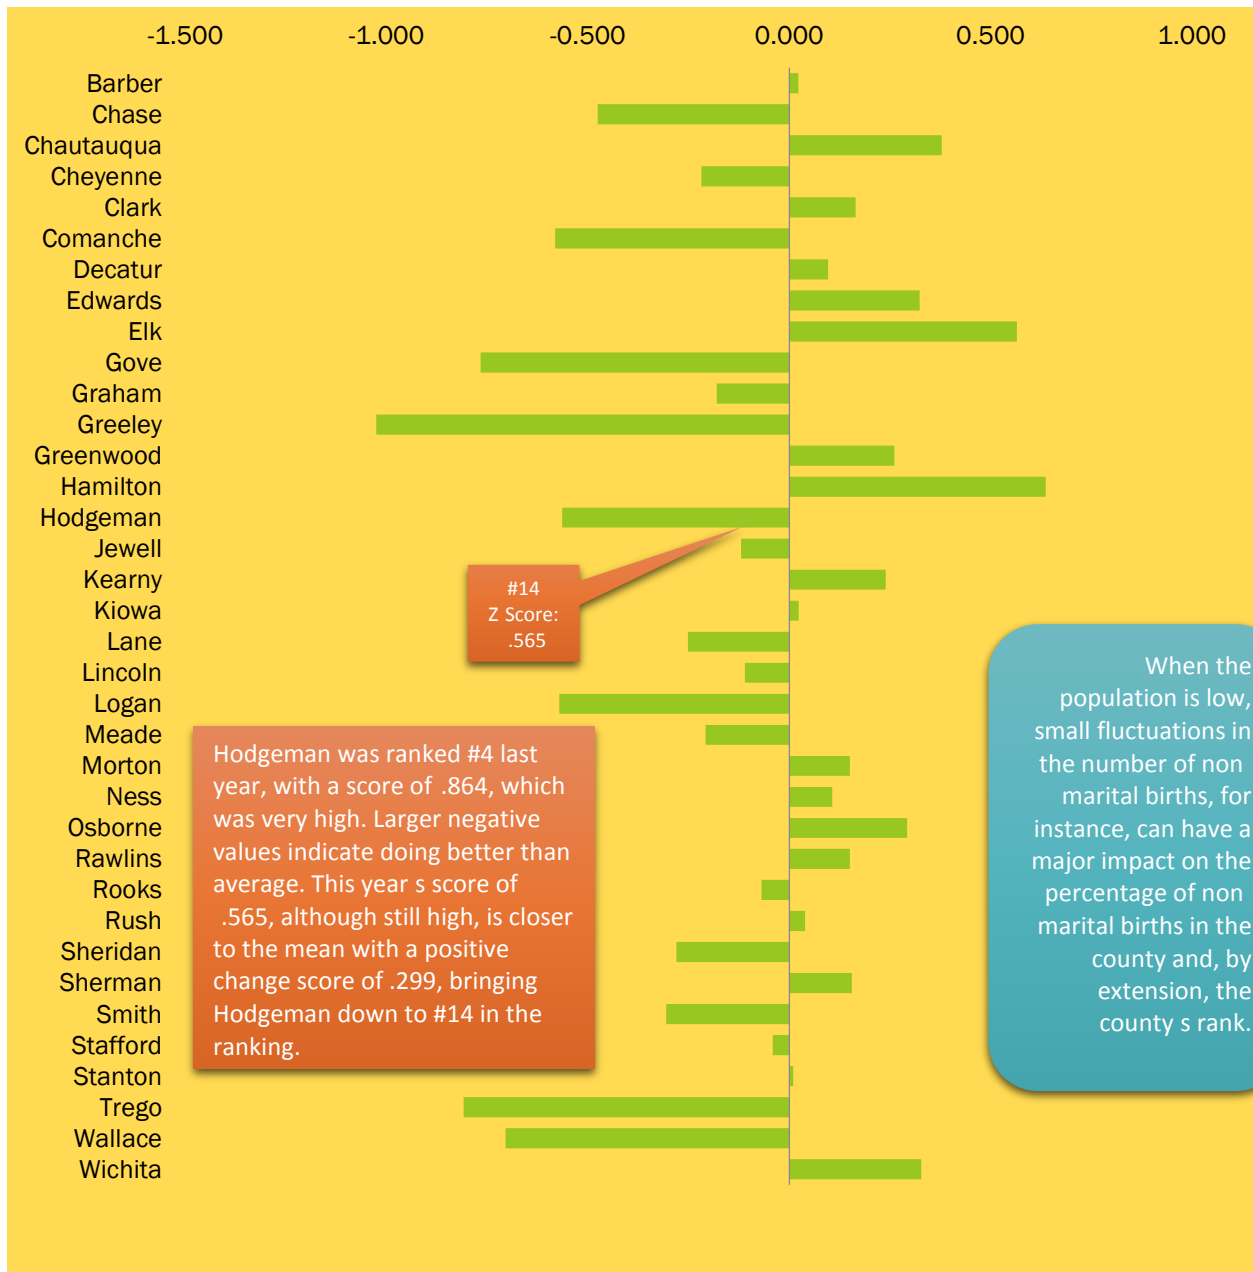 -1.500 -1.000 -0.500 0.000 0.500 1.000
Barber
Chase
Chautauqua
Cheyenne
Clark
Comanche
Decatur
Edwards
Elk
Gove
Graham
Greeley
Greenwood
Hamilton
Hodgeman
Jewell
Kearny
Kiowa
Lane
Lincoln
Logan
Meade
Morton
Ness
Osborne
Rawlins
Rooks
Rush
Sheridan
Sherman
Smith
Stafford
Stanton
Trego
Wallace
Wichita
#14
Z Score:
.565
Hodgeman was ranked #4 last
year, with a score of .864, which
was very high. Larger negative
values indicate doing better than
average. This year s score of
.565, although still high, is closer
to the mean with a positive
change score of .299, bringing
Hodgeman down to #14 in the
ranking.
When the
population is low,
small fluctuations in
the number of non
marital births, for
instance, can have a
major impact on the
percentage of non
marital births in the
county and, by
extension, the
county s rank.